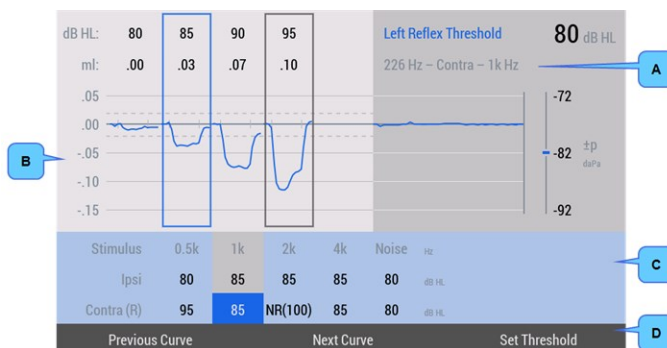 dB HL: 80 85 90 95
ml: .00 .03 .07 .10
Left Reflex Threshold 80 dB HL
226 Hz – Contra – 1k Hz
A
.05
.00
-.05
-.10
-.15
-72
-82
-92
±p
daPa
B
Stimulus 0.5k 1k 2k 4k Noise Hz
Ipsi 80 85 85 85 80 dB HL
Contra (R) 95 85 NR(100) 85 80 dB HL
C
Previous Curve Next Curve Set Threshold
D